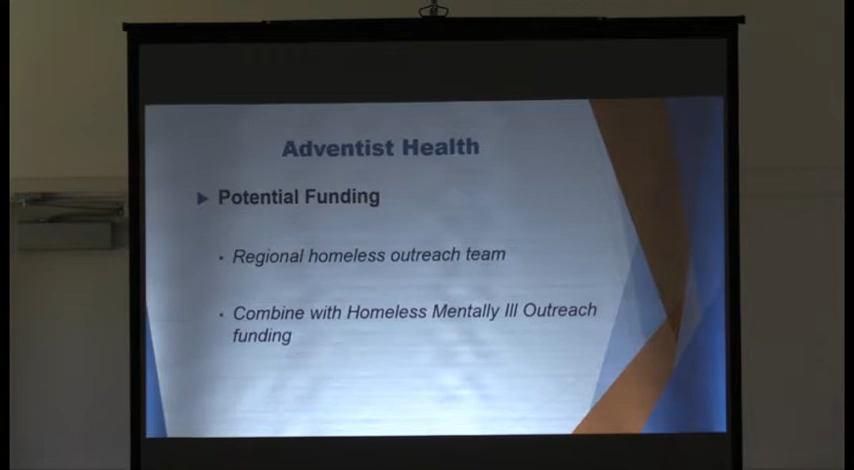 Adventist Health
Potential Funding
Regional homeless outreach team
Combine with Homeless Mentally Ill Outreach
funding